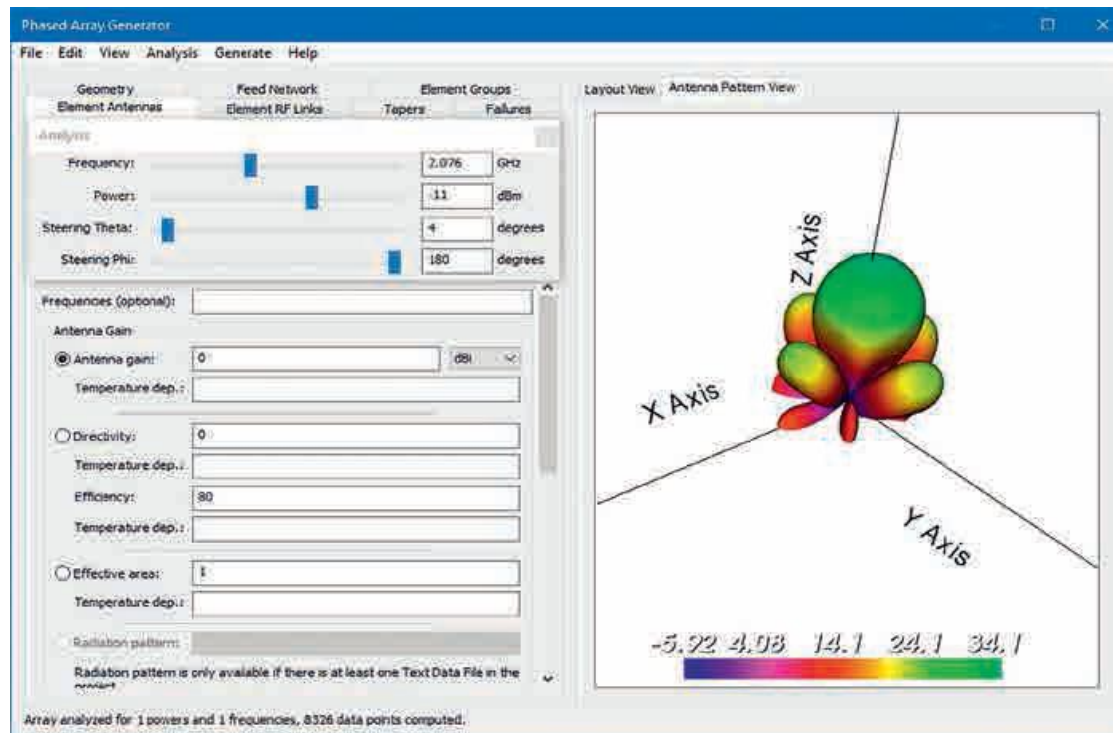 Phased Array Generator
File Edit View Analysis Generate Help
Geometry Feed Network Element Groups
Element Antennas Element RF Links Tapers Failures
Layout View Antenna Pattern View
Analysis
Frequency: 2.076 GHz
Power: -11 dBm
Steering Theta: 4 degrees
Steering Phi: 180 degrees
Frequencies (optional):
Antenna Gain
Antenna gain: 0 dBi
Temperature dep.:
Directivity: 0
Temperature dep.:
Efficiency: 80
Temperature dep.:
Effective area: 1
Temperature dep.:
Radiation pattern:
Radiation pattern is only available if there is at least one Text Data File in the
project
Z Axis
X Axis
Y Axis
-5.92 4.08 14.1 24.1 34.1
Array analyzed for 1 powers and 1 frequencies, 8326 data points computed.